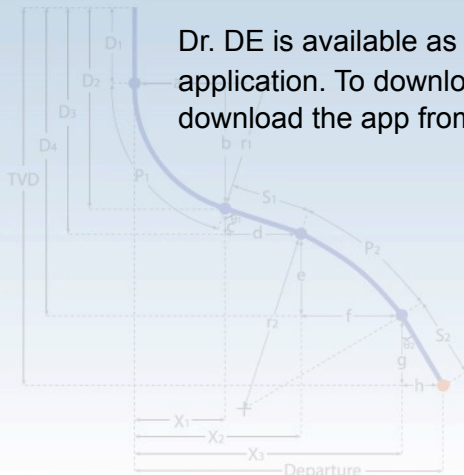 Dr. DE is available as
application. To downlo
download the app from
D₁
D₂
D₃
D₄
TVD
b r₁
P₁
S₁
d
P₂
e
r₂
f
S₂
g
h
X₁
X₂
X₃
Departure